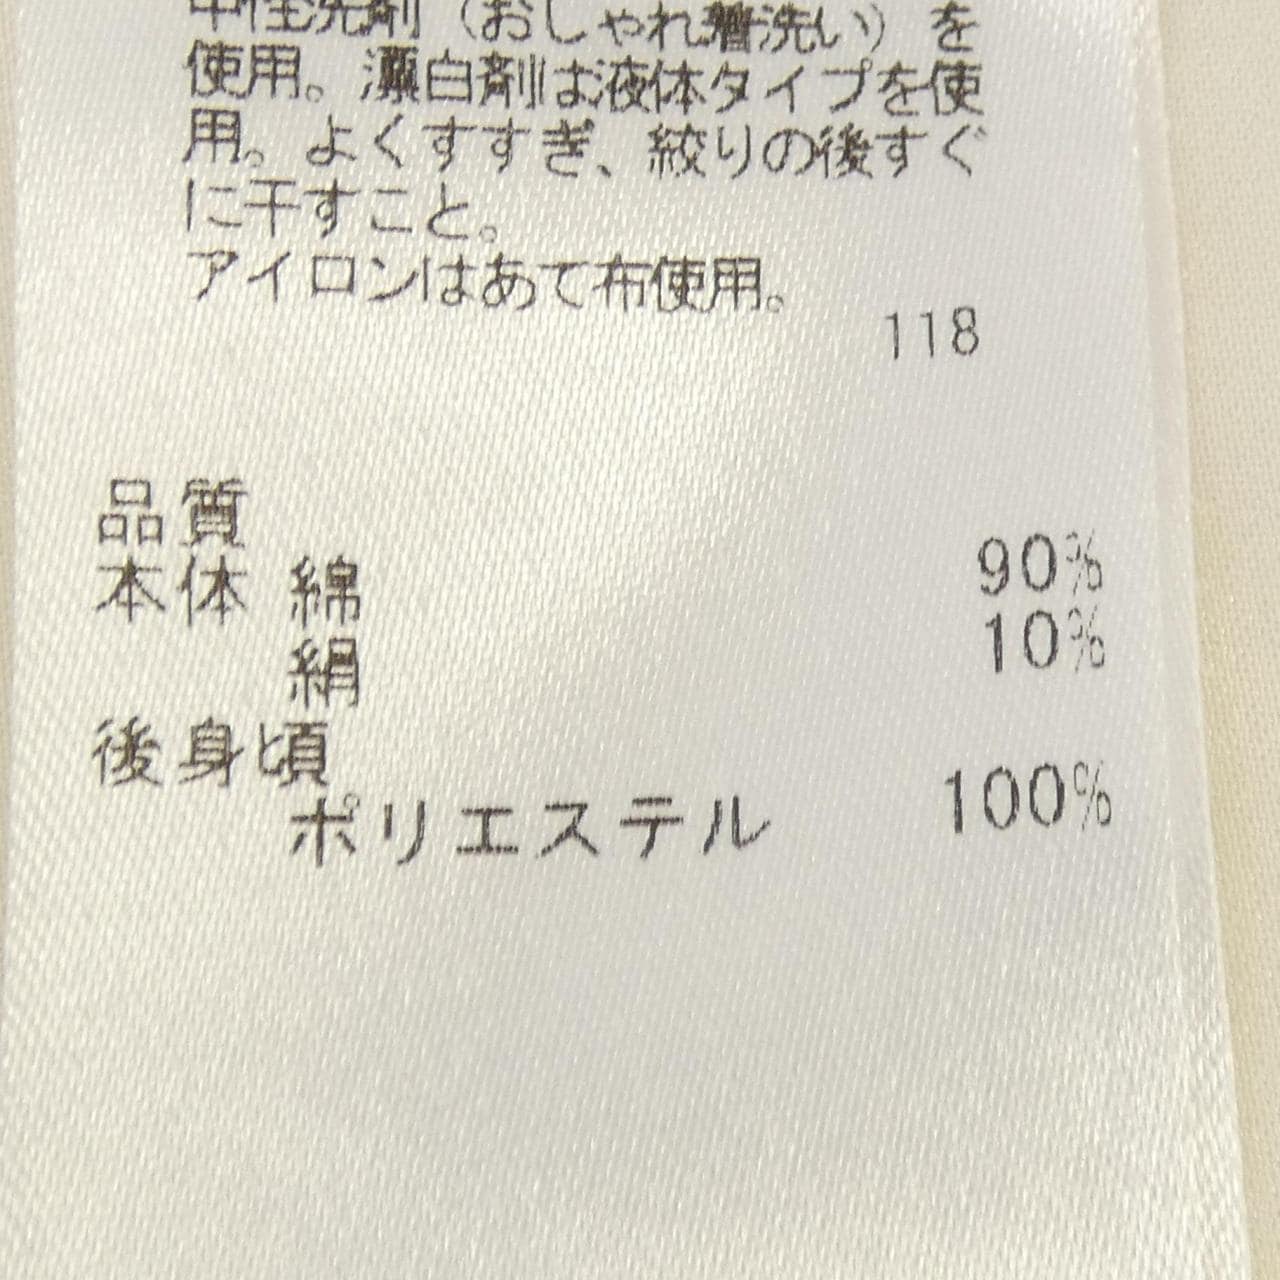 中性洗剤（おしゃれ着洗い）を
使用。漂白剤は液体タイプを使
用。よくすすぎ、絞りの後すぐ
に干すこと。
アイロンはあて布使用。
118
品質
本体 綿 90%
絹 10%
後身頃
ポリエステル 100%